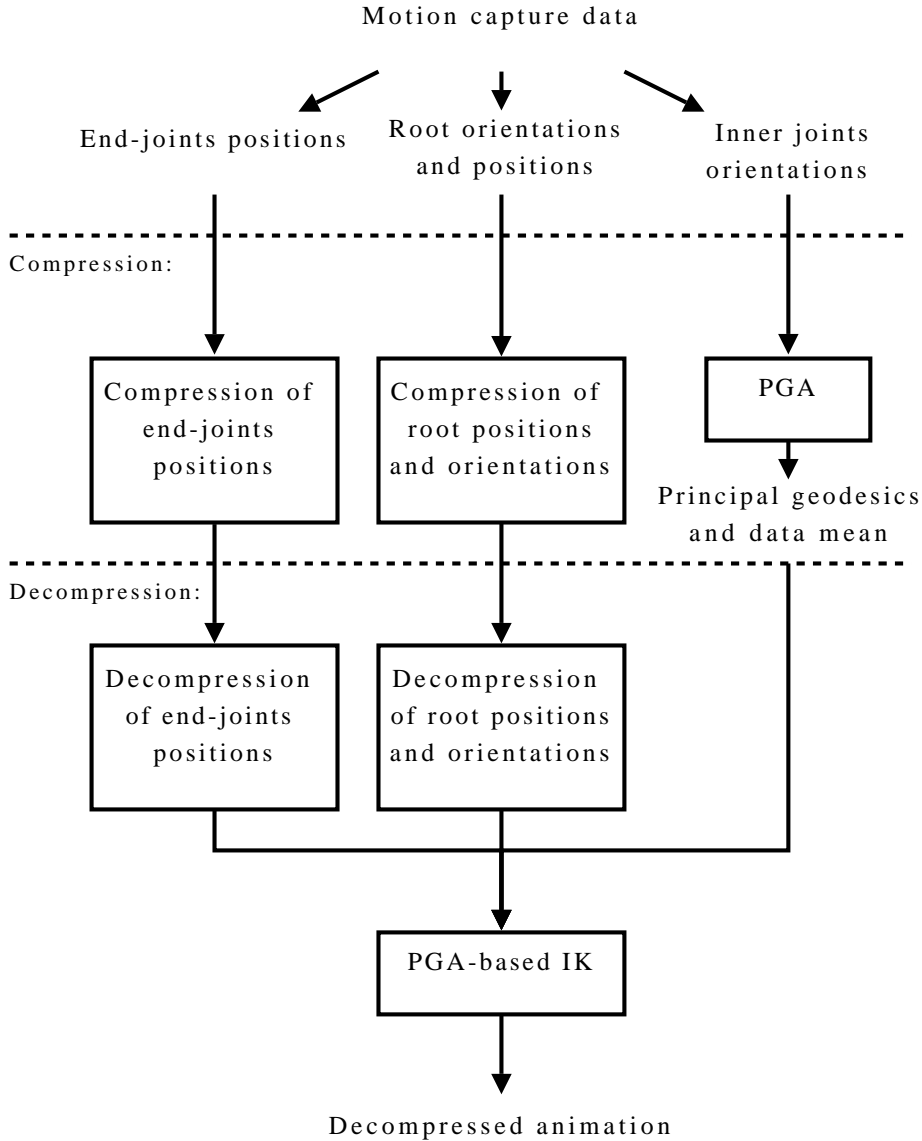 Motion capture data
End-joints positions
Root orientations
and positions
Inner joints
orientations
Compression:
Compression of
end-joints
positions
Compression of
root positions
and orientations
PGA
Principal geodesics
and data mean
Decompression:
Decompression
of end-joints
positions
Decompression
of root positions
and orientations
PGA-based IK
Decompressed animation